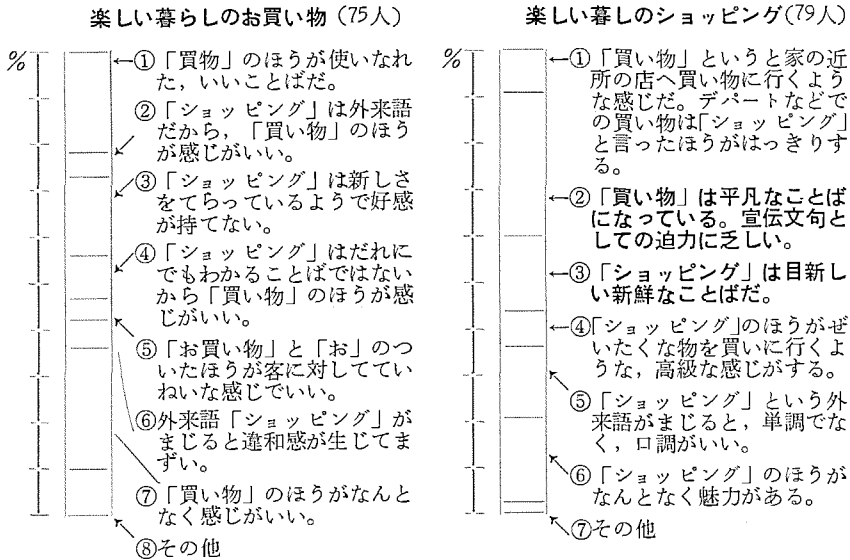 楽しい暮らしのお買い物(75人)
%
①「買物」のほうが使いなれ
た,いいことばだ。
②「ショッピング」は外来語
だから,「買い物」のほう
が感じがいい。
③「ショッピング」は新しさ
をてらっているようで好感
が持てない。
④「ショッピング」はだれに
でもわかることばではない
から「買い物」のほうが感
じがいい。
⑤「お買い物」と「お」のつ
いたほうが客に対しててい
ねいな感じでいい。
⑥外来語「ショッピング」が
まじると違和感が生じてま
ずい。
⑦「買い物」のほうがなんと
なく感じがいい。
⑧その他
楽しい暮しのショッピング(79人)
%
①「買い物」というと家の近
所の店へ買い物に行くよう
な感じだ。デパートなどで
の買い物は「ショッピング」
と言ったほうがはっきりす
る。
②「買い物」は平凡なことば
になっている。宣伝文句と
しての迫力に乏しい。
③「ショッピング」は目新し
い新鮮なことばだ。
④「ショッピング」のほうがぜ
いたくな物を買いに行くよ
うな,高級な感じがする。
⑤「ショッピング」という外
来語がまじると,単調でな
く,口調がいい。
⑥「ショッピング」のほうが
なんとなく魅力がある。
⑦その他